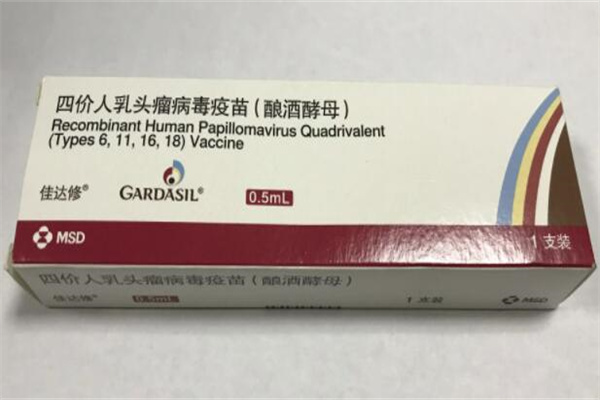 四价人乳头瘤病毒疫苗（酿酒酵母）
Recombinant Human Papillomavirus Quadrivalent
(Types 6, 11, 16, 18) Vaccine
佳达修® GARDASIL® 0.5mL
MSD 1 支装
四价人乳头瘤病毒疫苗（酿酒酵母）
佳达修® 0.5mL 1 支装 MSD